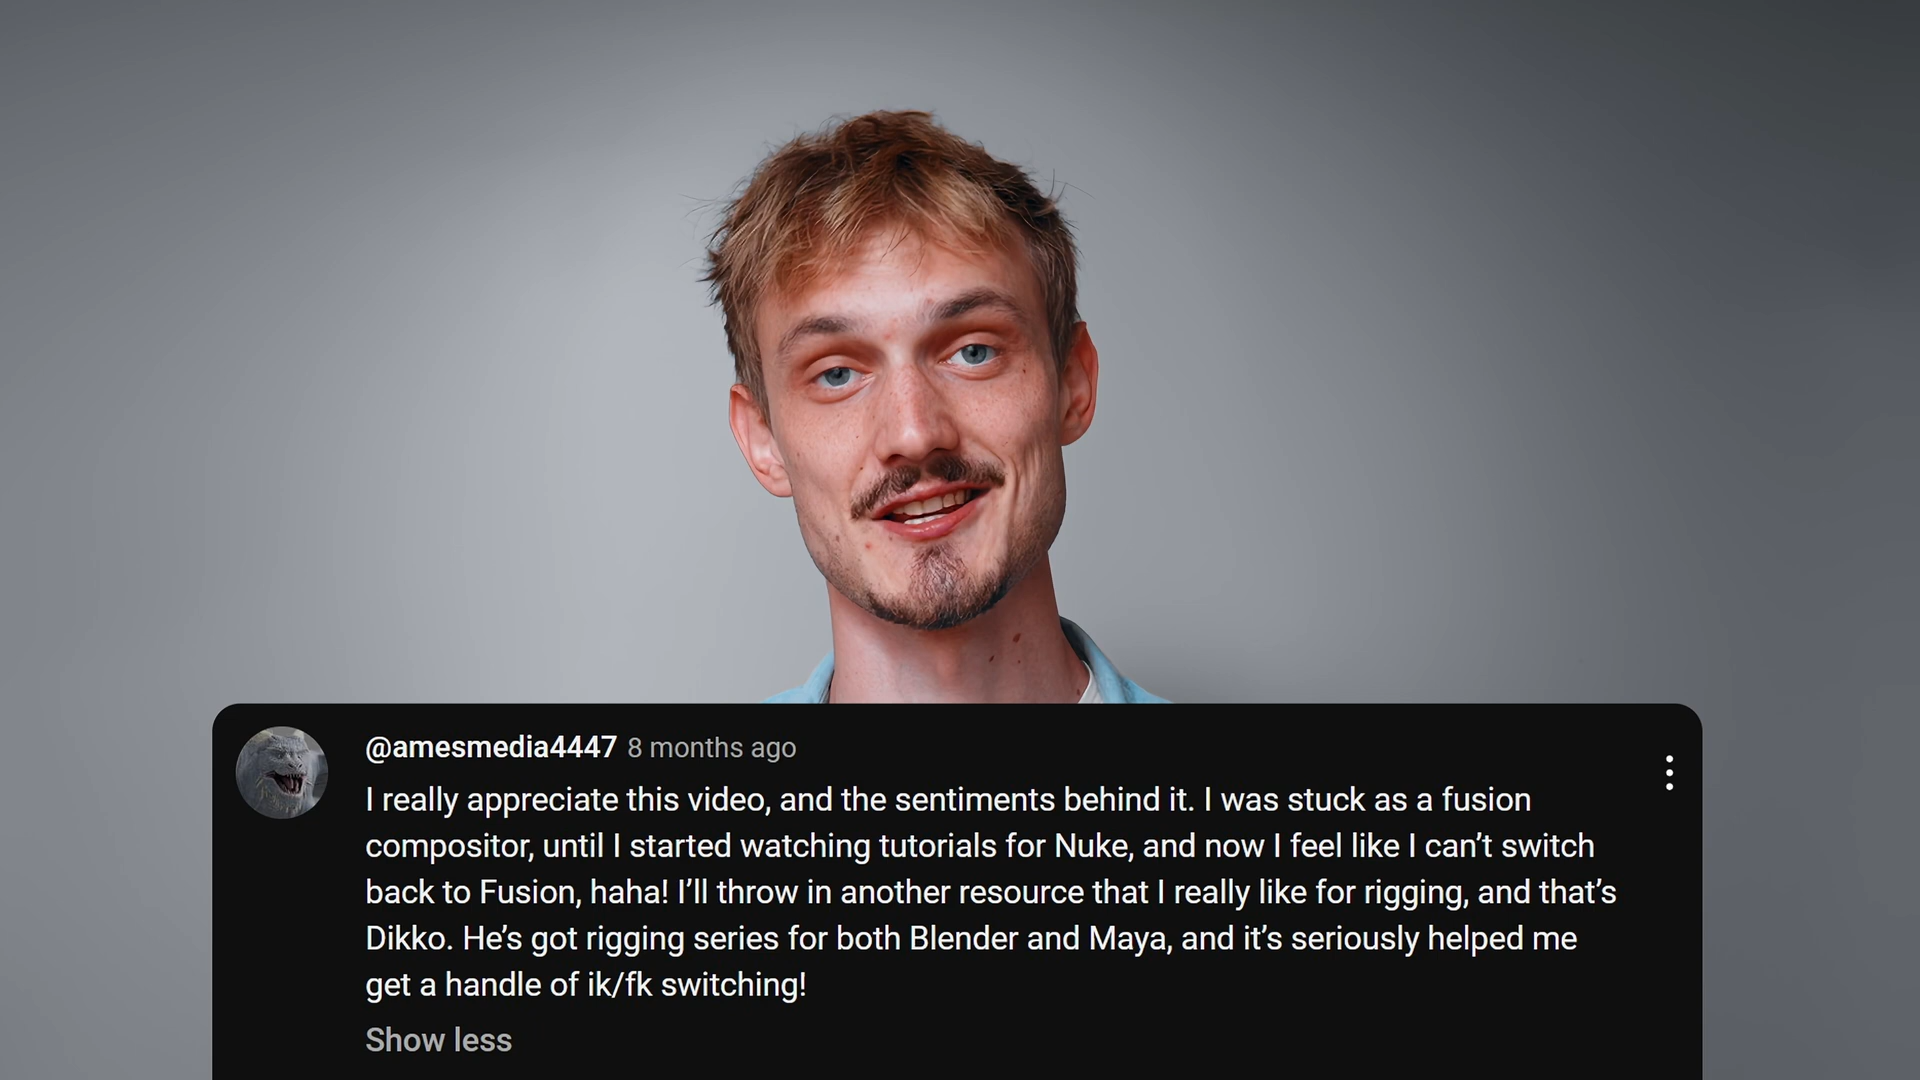 @amesmedia4447 8 months ago
I really appreciate this video, and the sentiments behind it. I was stuck as a fusion
compositor, until I started watching tutorials for Nuke, and now I feel like I can’t switch
back to Fusion, haha! I’ll throw in another resource that I really like for rigging, and that’s
Dikko. He’s got rigging series for both Blender and Maya, and it’s seriously helped me
get a handle of ik/fk switching!
Show less